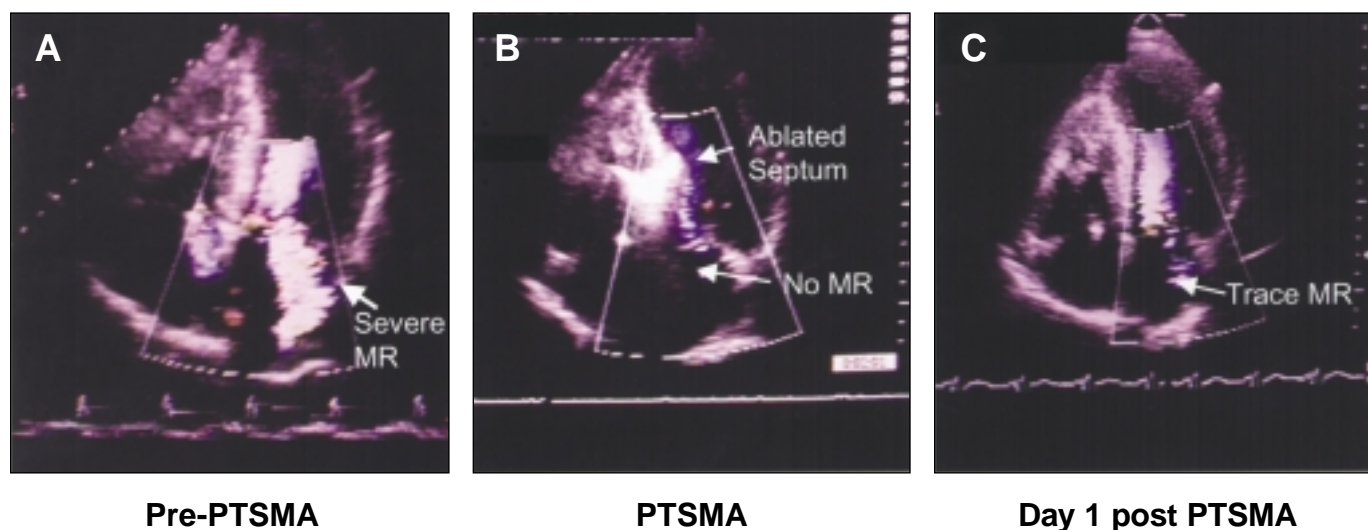 A
B
C
Severe
MR
Ablated
Septum
No MR
Trace MR
Pre-PTSMA
PTSMA
Day 1 post PTSMA